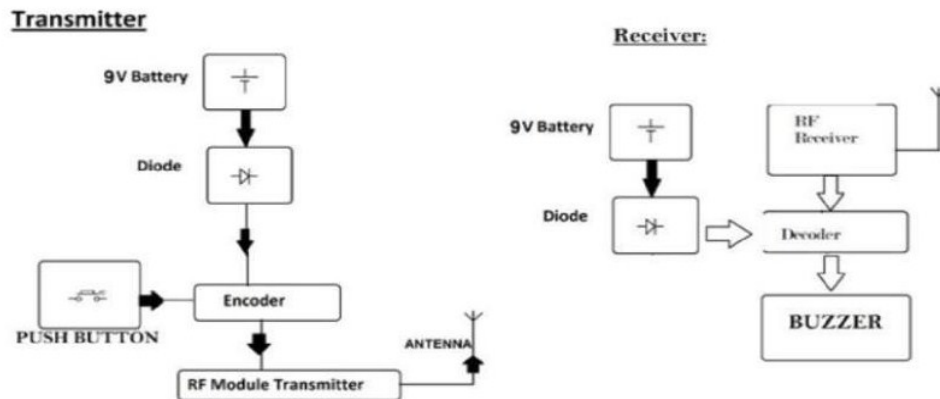 Transmitter
9V Battery
Diode
Encoder
PUSH BUTTON
ANTENNA
RF Module Transmitter
Receiver:
9V Battery
RF
Receiver
Diode
Decoder
BUZZER